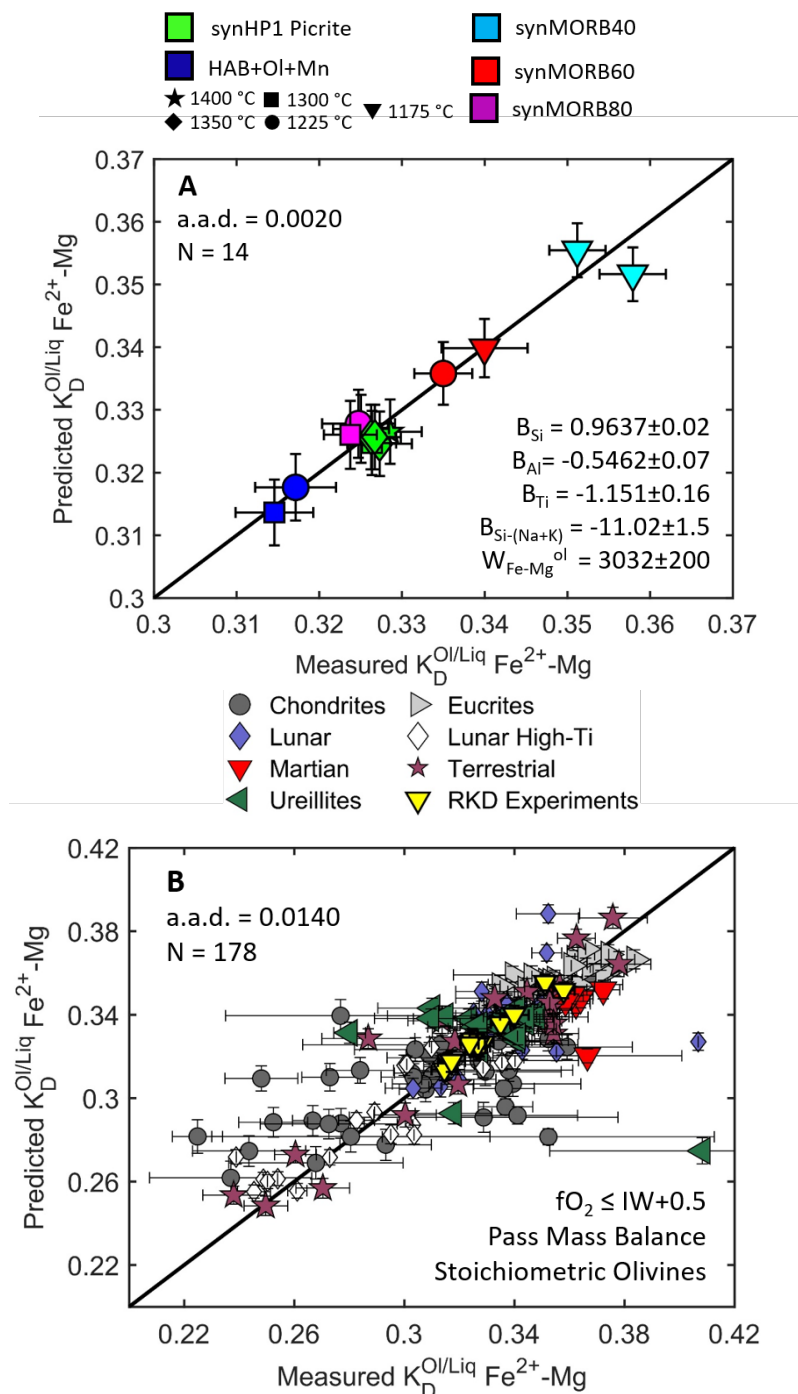 synHP1 Picrite
synMORB40
HAB+Ol+Mn
synMORB60
1400 °C
1300 °C
1175 °C
synMORB80
1350 °C
1225 °C
A
a.a.d. = 0.0020
N = 14
0.37
0.36
0.35
0.34
0.33
0.32
0.31
0.3
Predicted K_D^Ol/Liq Fe²⁺-Mg
B_Si = 0.9637±0.02
B_Al= -0.5462±0.07
B_Ti = -1.151±0.16
B_Si-(Na+K) = -11.02±1.5
W_Fe-Mg^ol = 3032±200
0.3 0.31 0.32 0.33 0.34 0.35 0.36 0.37
Measured K_D^Ol/Liq Fe²⁺-Mg
Chondrites
Eucrites
Lunar
Lunar High-Ti
Martian
Terrestrial
Ureillites
RKD Experiments
B
a.a.d. = 0.0140
N = 178
0.42
0.38
0.34
0.3
0.26
0.22
Predicted K_D^Ol/Liq Fe²⁺-Mg
fO₂ ≤ IW+0.5
Pass Mass Balance
Stoichiometric Olivines
0.22 0.26 0.3 0.34 0.38 0.42
Measured K_D^Ol/Liq Fe²⁺-Mg